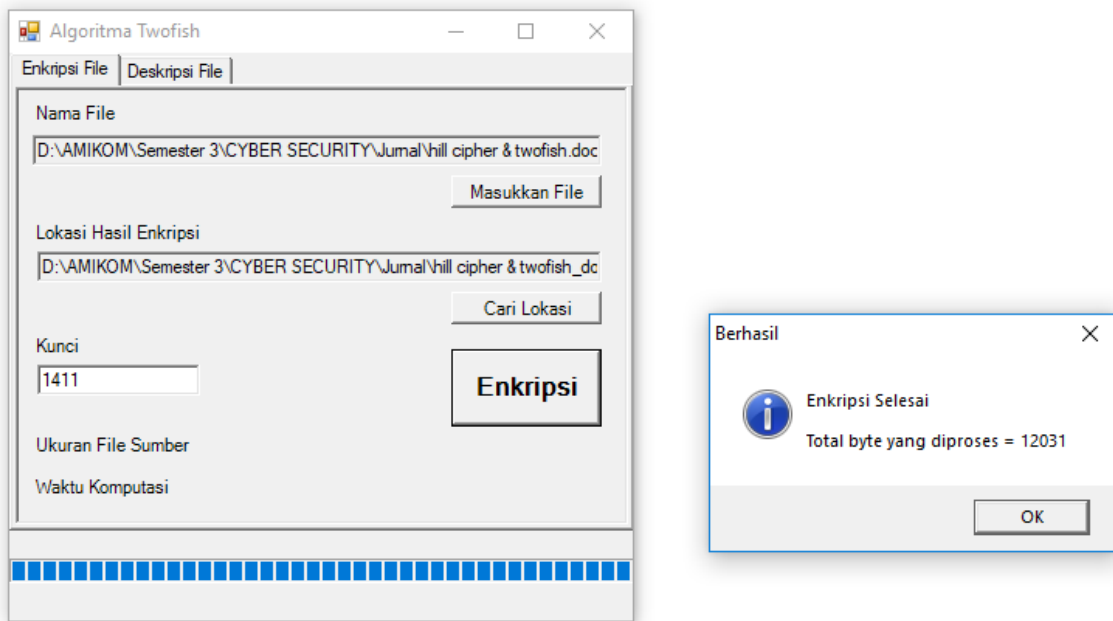 Algoritma Twofish
Enkripsi File
Deskripsi File
Nama File
D:\AMIKOM\Semester 3\CYBER SECURITY\Jurnal\hill cipher & twofish.doc
Masukkan File
Lokasi Hasil Enkripsi
D:\AMIKOM\Semester 3\CYBER SECURITY\Jurnal\hill cipher & twofish_do
Cari Lokasi
Kunci
1411
Enkripsi
Ukuran File Sumber
Waktu Komputasi
Berhasil
Enkripsi Selesai
Total byte yang diproses = 12031
OK